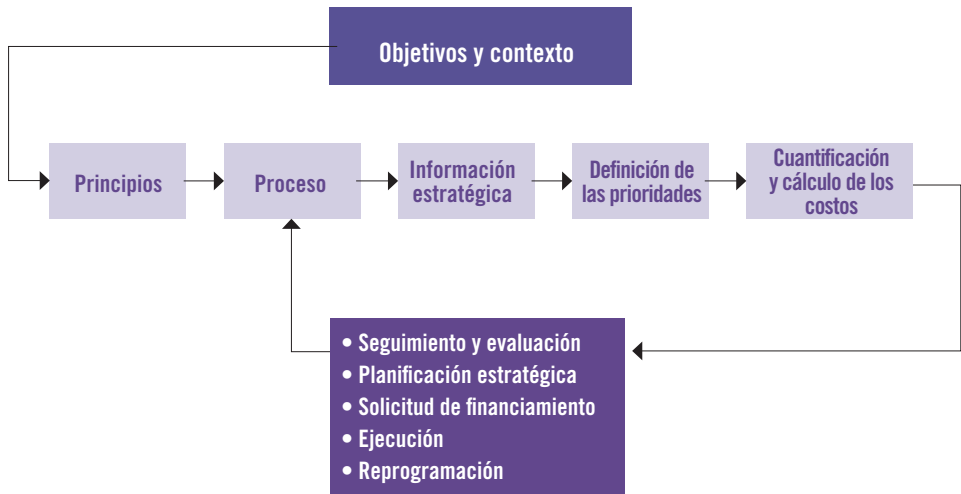 Objetivos y contexto
Principios
Proceso
Información
estratégica
Definición de
las prioridades
Cuantificación
y cálculo de los
costos
• Seguimiento y evaluación
• Planificación estratégica
• Solicitud de financiamiento
• Ejecución
• Reprogramación